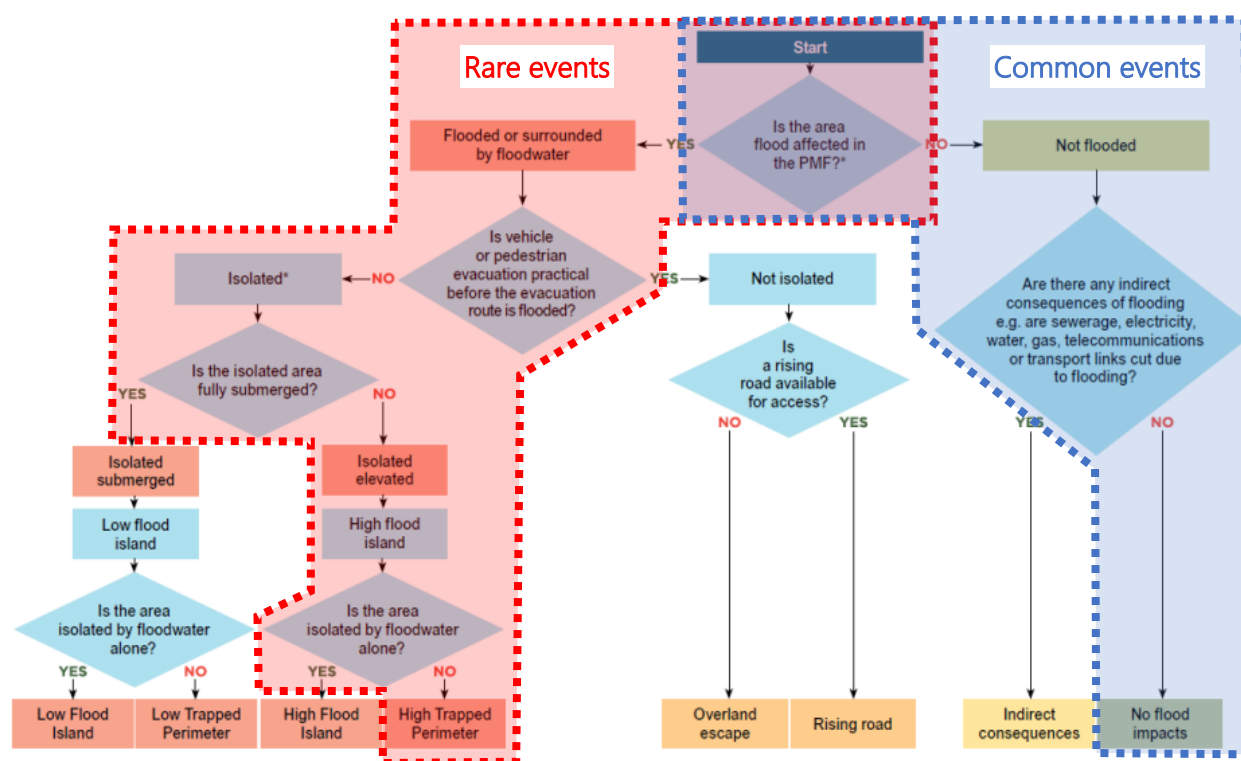 Rare events
Start
Common events
Is the area
flood affected in
the PMF?*
YES
NO
Flooded or surrounded
by floodwater
Not flooded
Is vehicle
or pedestrian
evacuation practical
before the evacuation
route is flooded?
NO
YES
Isolated*
Not isolated
Are there any indirect
consequences of flooding
e.g. are sewerage, electricity,
water, gas, telecommunications
or transport links cut due
to flooding?
Is the isolated area
fully submerged?
YES
NO
Is
a rising
road available
for access?
NO
YES
YES
NO
Isolated
submerged
Isolated
elevated
Low flood
island
High flood
island
Is the area
isolated by floodwater
alone?
YES
NO
Is the area
isolated by floodwater
alone?
YES
NO
Low Flood
Island
Low Trapped
Perimeter
High Flood
Island
High Trapped
Perimeter
Overland
escape
Rising road
Indirect
consequences
No flood
impacts